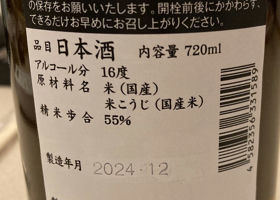 の保存をお願いいたします。開栓前後にかかわらず、
できるだけお早めにお召し上がりください。
品目 日本酒 内容量 720ml
アルコール分 16度
原材料名 米(国産)
米こうじ(国産米)
精米歩合 55%
製造年月 2024-12
4582356331589